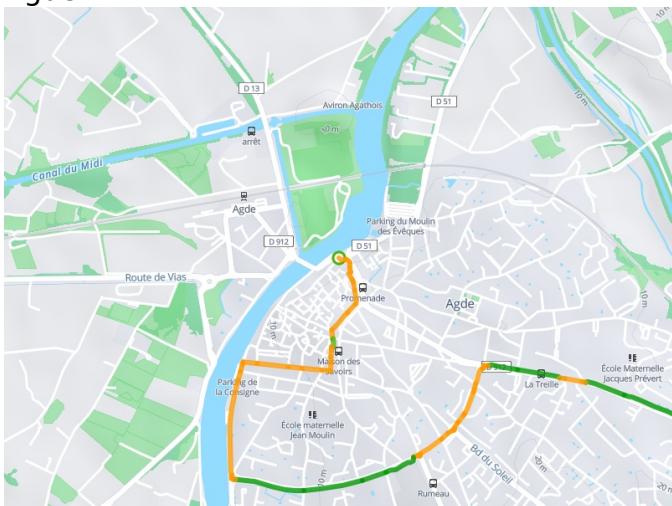 D 13
D 51
Aviron Agathois
30 m
10 m
10 m
arrêt
Canal du Midi
Agde
Parking du Moulin
des Évêques
D 912
D 51
Route de Vias
Promenade
Agde
10 m
Maison des
Savoirs
D 912
La Treille
École Maternelle
Jacques Prévert
Parking de
la Consigne
École maternelle
Jean Moulin
Bd du Soleil
20 m
20 m
Rumeau